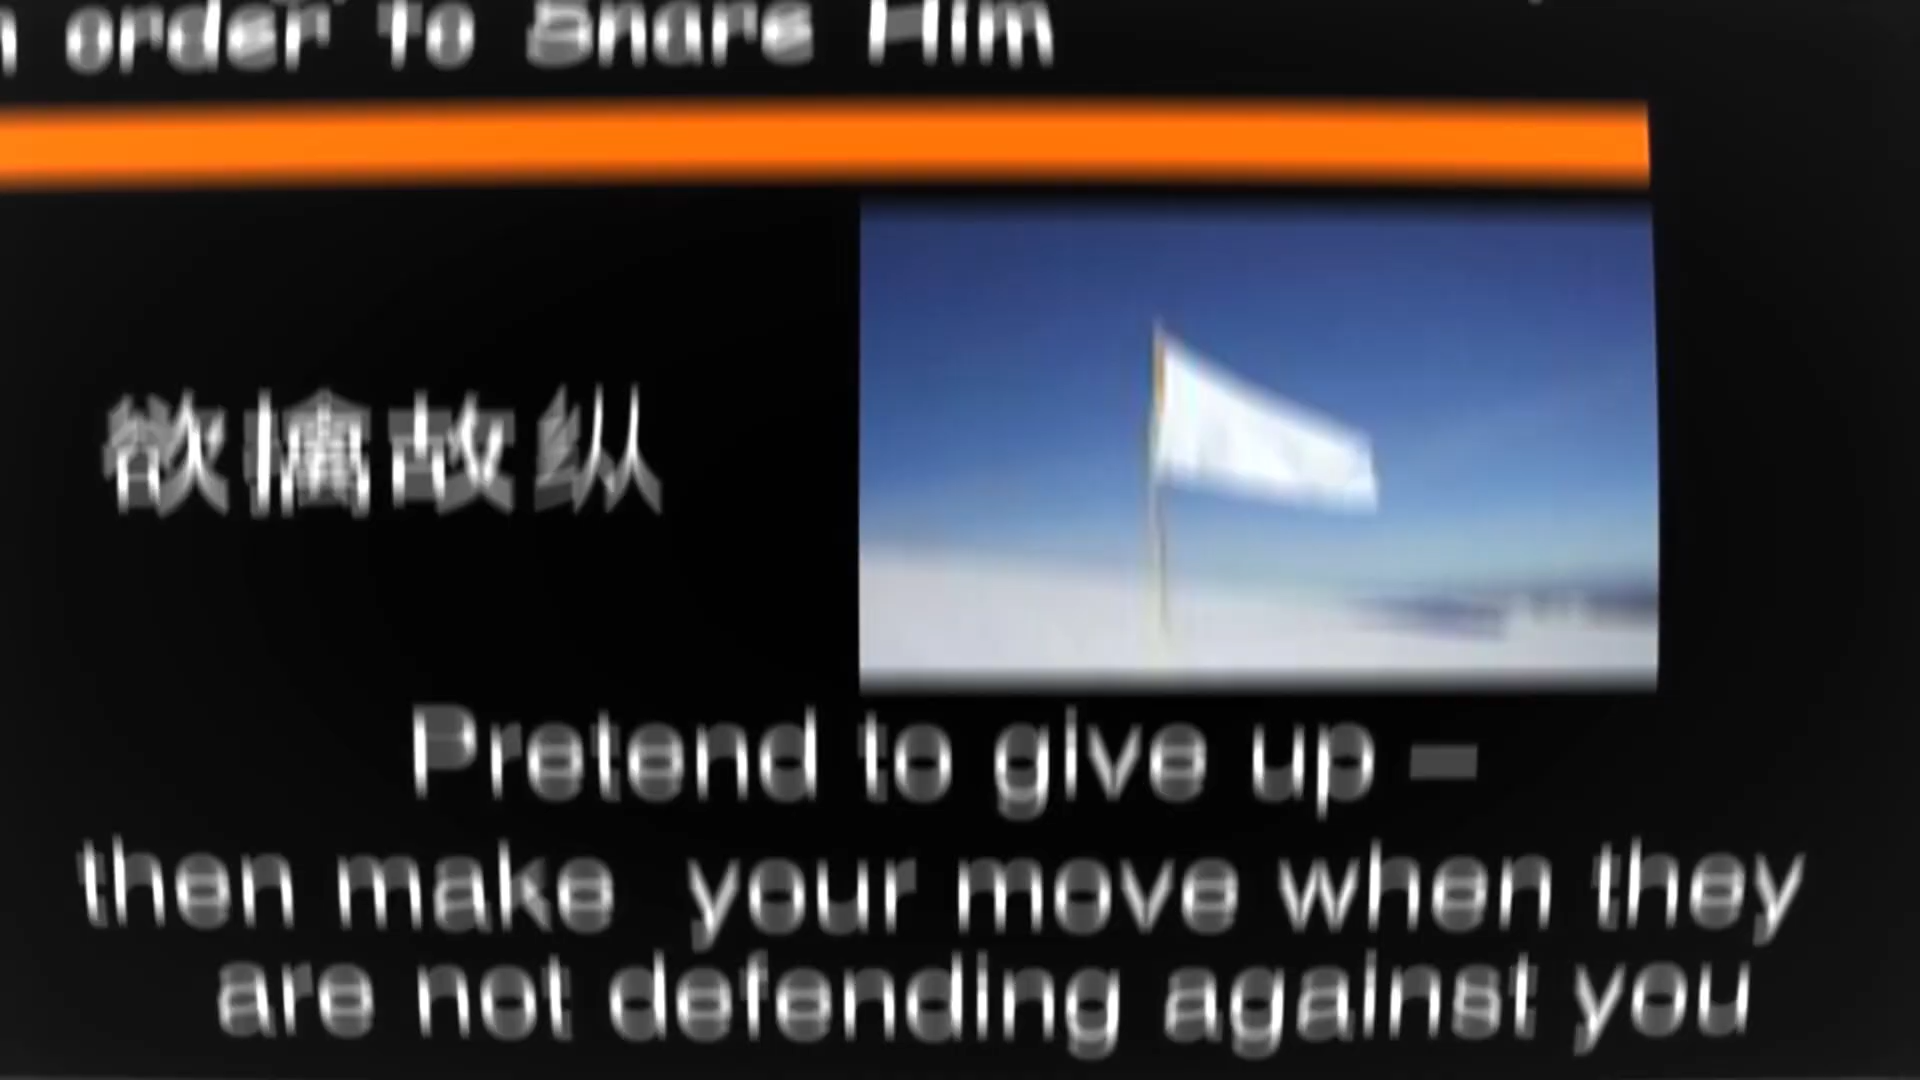 order to Snare Him
欲擒故纵
Pretend to give up –
then make your move when they
are not defending against you